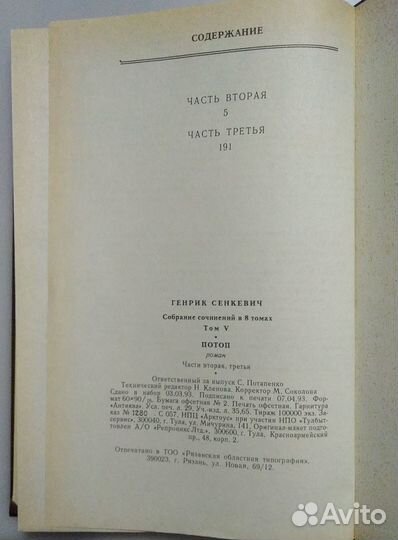 СОДЕРЖАНИЕ
ЧАСТЬ ВТОРАЯ
5
ЧАСТЬ ТРЕТЬЯ
191
ГЕНРИК СЕНКЕВИЧ
Собрание сочинений в 8 томах
Том V
•
ПОТОП
роман
Части вторая, третья
•
Ответственный за выпуск С. Потапенко
Технический редактор Н. Кленова. Корректор М. Соколова
Сдано в набор 03.03.93. Подписано к печати 07.04.93. Фор-
мат 60×90/16. Бумага офсетная № 2. Печать офсетная. Гарнитура
«Антиква». Усл. печ. л. 29. Уч.-изд. л. 35,65. Тираж 100000 экз. За-
каз № 1280 . С 057. НПЦ «Арктоус» при участии НПО «Тулбыт-
сервис», 300040, г. Тула, ул. Мичурина, 141, Оригинал-макет подго-
товлен А/О «Репроникс Лтд.», 300600, г. Тула, Красноармейский
пр., 48, корп. 2.
Отпечатано в ТОО «Рязанская областная типография».
390023, г. Рязань, ул. Новая, 69/12.
Avito